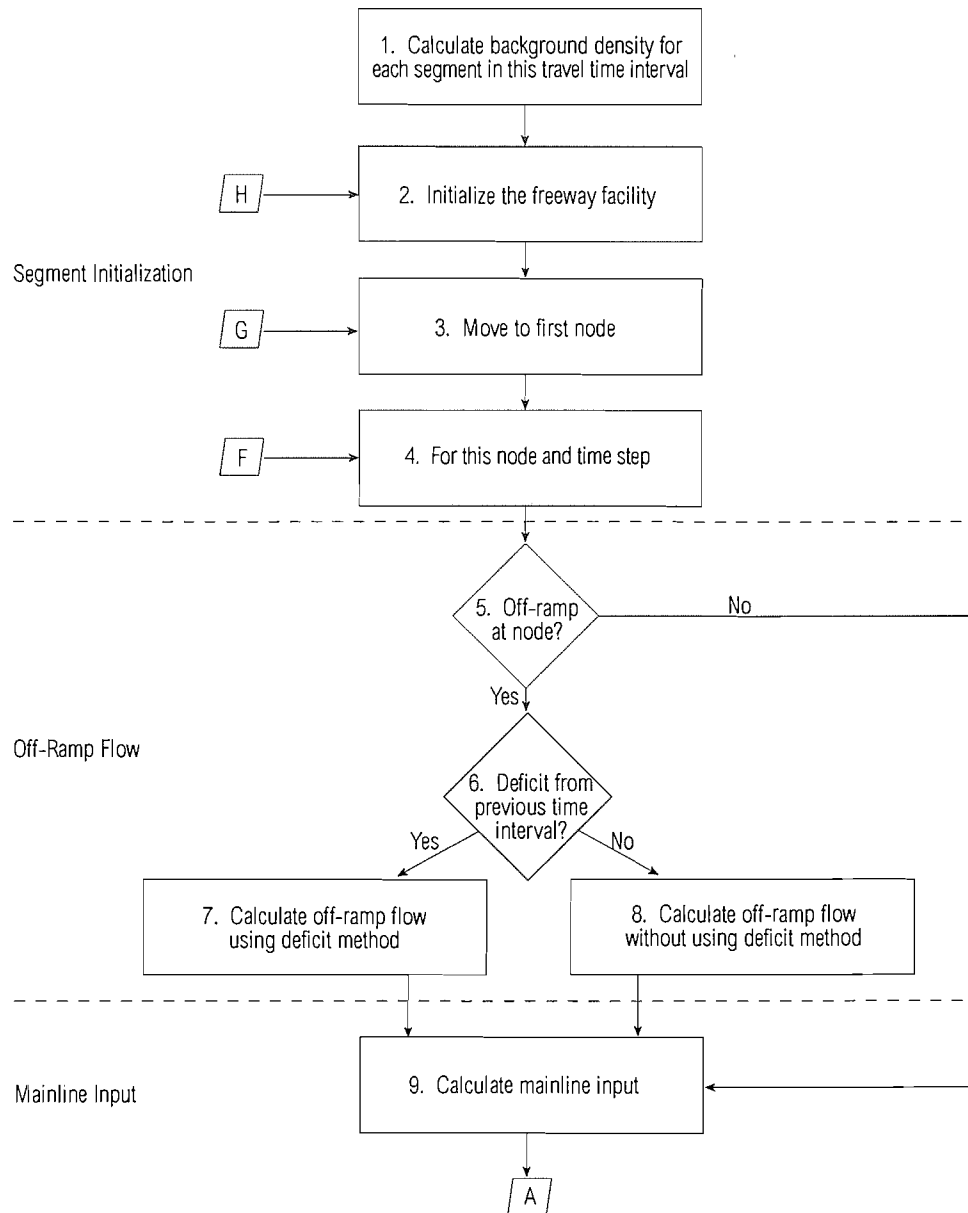 1. Calculate background density for
each segment in this travel time interval
H
2. Initialize the freeway facility
Segment Initialization
G
3. Move to first node
F
4. For this node and time step
5. Off-ramp
at node?
No
Yes
Off-Ramp Flow
6. Deficit from
previous time
interval?
Yes
No
7. Calculate off-ramp flow
using deficit method
8. Calculate off-ramp flow
without using deficit method
Mainline Input
9. Calculate mainline input
A